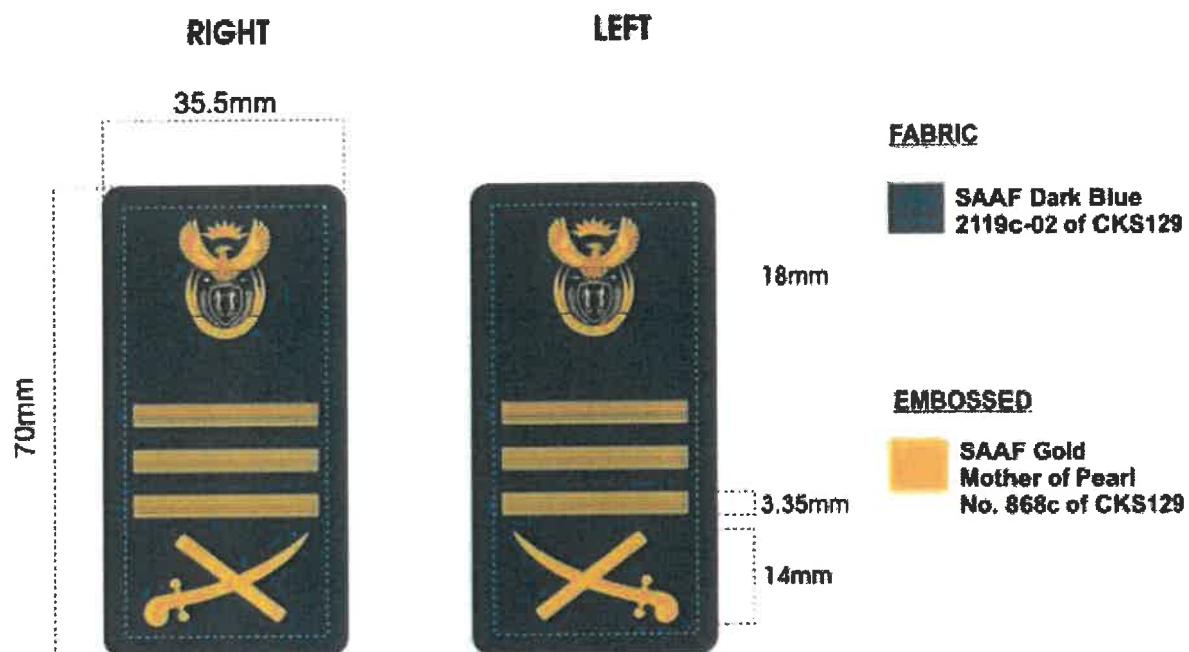 RIGHT
LEFT
35.5mm
70mm
FABRIC
SAAF Dark Blue
2119c-02 of CKS129
18mm
EMBOSSED
SAAF Gold
Mother of Pearl
No. 868c of CKS129
3.35mm
14mm